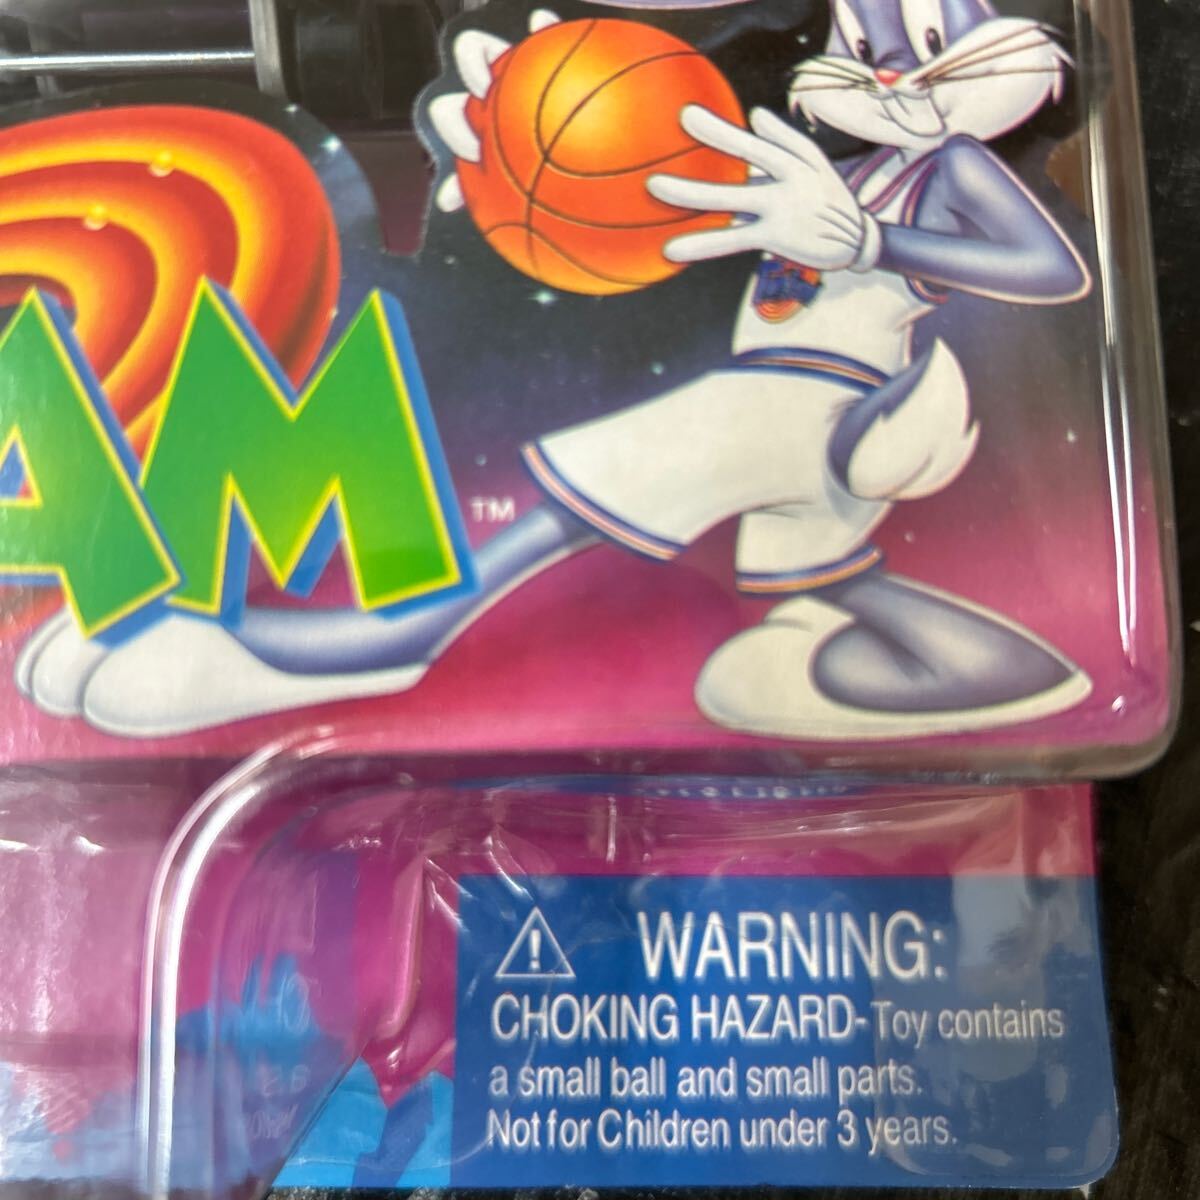 AM
™
WARNING:
CHOKING HAZARD-Toy contains
a small ball and small parts.
Not for Children under 3 years.